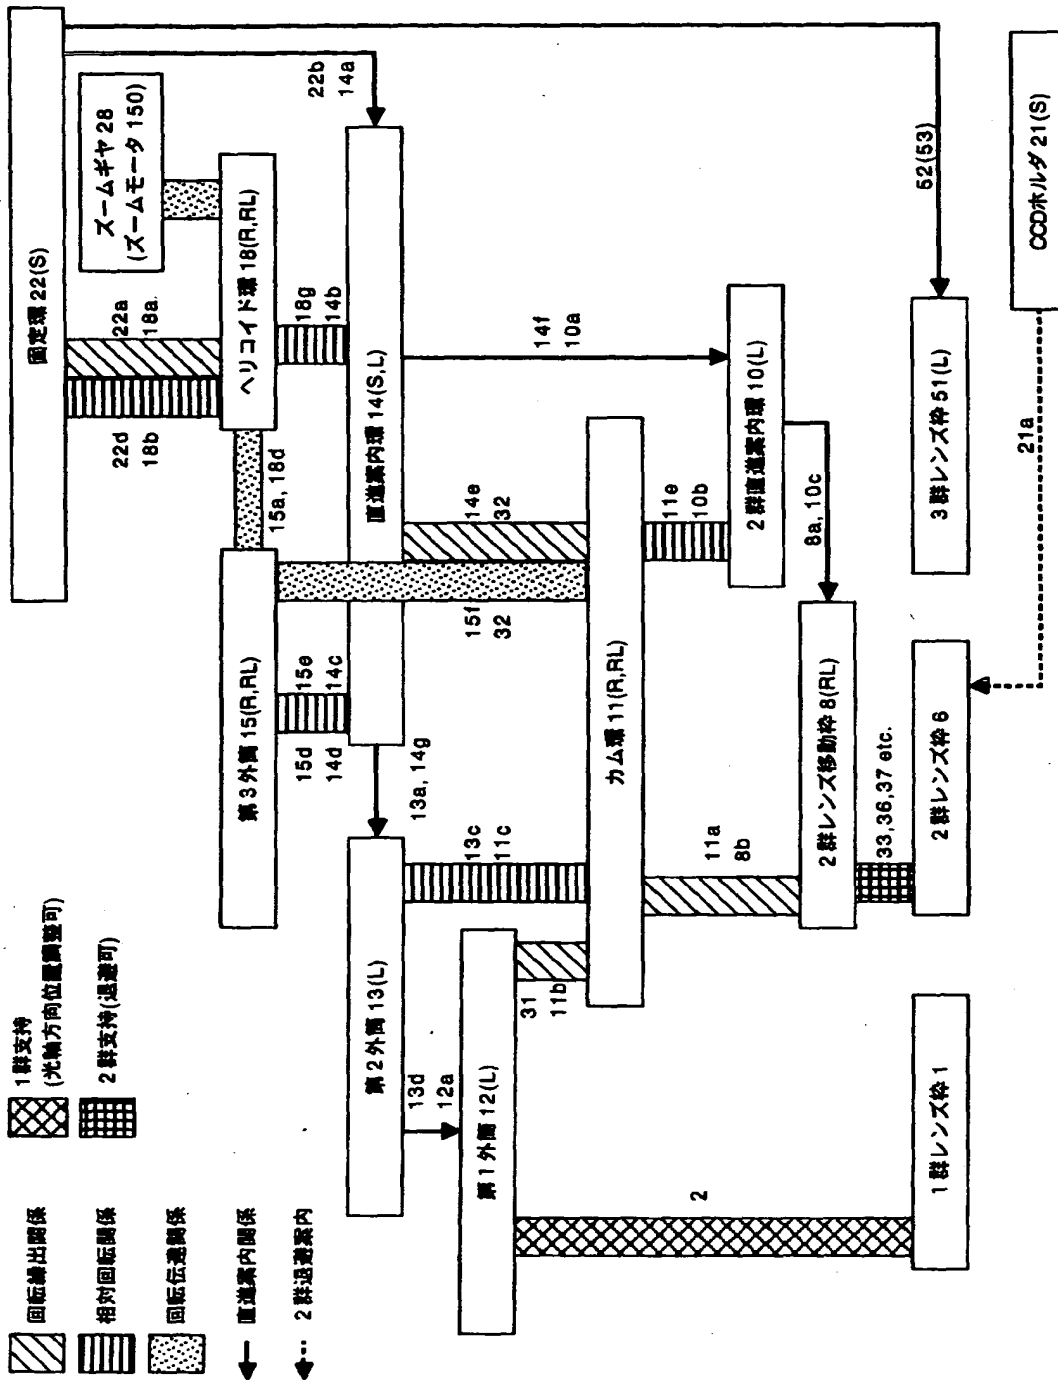 回転繰出関係
相対回転関係
回転伝達関係
直進案内関係
2群退避案内
1群支持
(光軸方向位置調整可)
2群支持(退避可)
固定環 22(S)
ズームギヤ 28
(ズームモータ 150)
22a
18a
22d
18b
ヘリコイド環 18(R,RL)
15a, 18d
18g
14b
22b
14a
第3外筒 15(R,RL)
15e
14c
15d
14d
直進案内環 14(S,L)
13a, 14g
14e
32
15f
32
14f
10a
第2外筒 13(L)
13d
12a
13c
11c
第1外筒 12(L)
31
11b
カム環 11(R,RL)
11e
10b
2群直進案内環 10(L)
8a, 10c
11a
8b
2群レンズ移動枠 8(RL)
33,36,37 etc.
2
1群レンズ枠 1
2群レンズ枠 6
3群レンズ枠 51(L)
52(53)
21a
CCDホルダ 21(S)